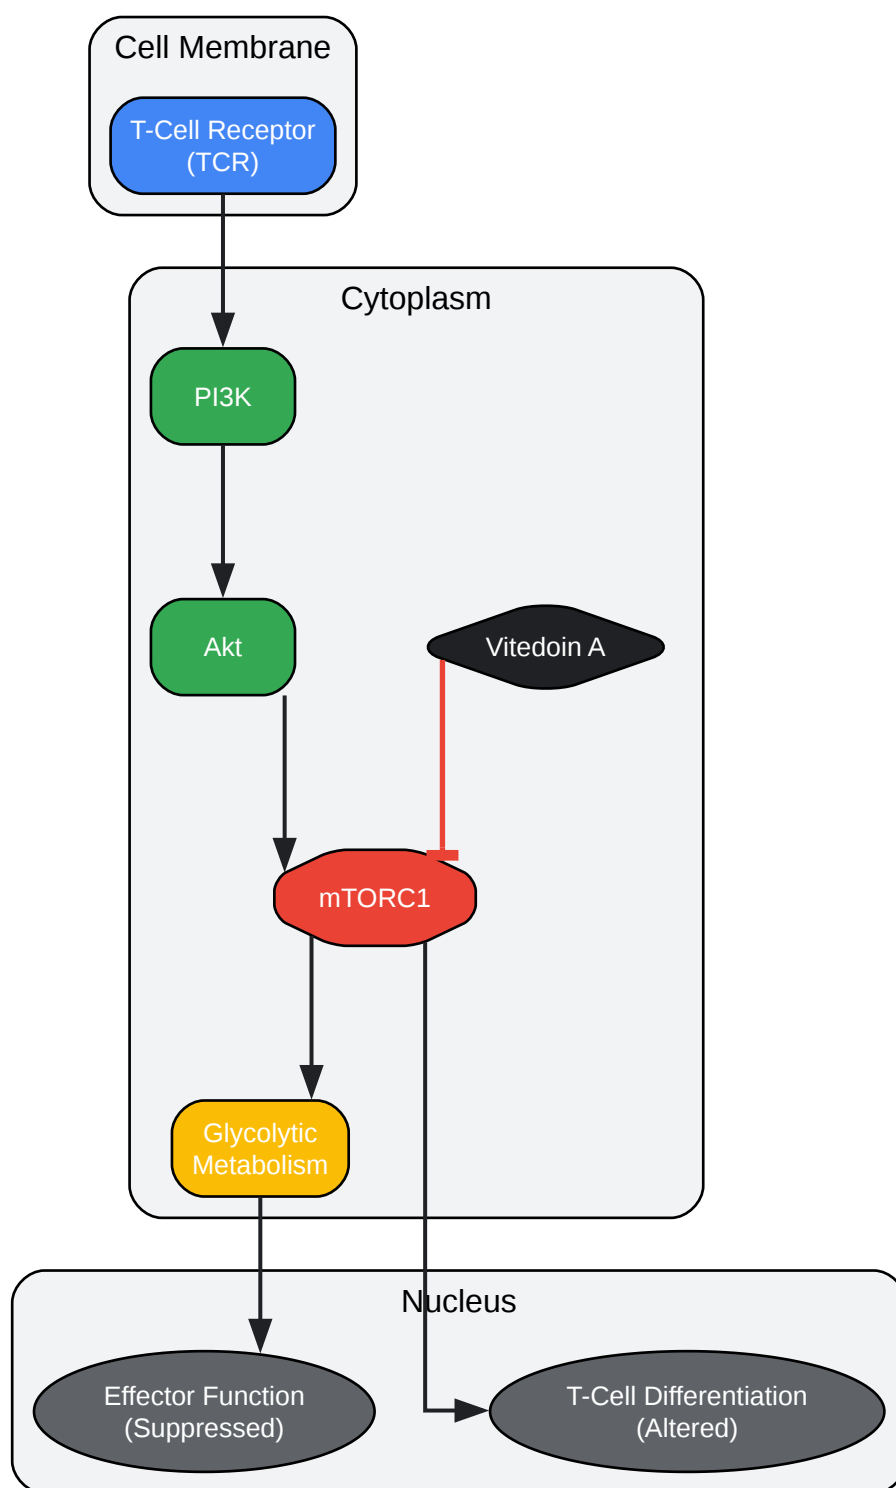 Cell Membrane
T-Cell Receptor
(TCR)
Cytoplasm
PI3K
Akt
Vitedoin A
mTORC1
Glycolytic
Metabolism
Nucleus
Effector Function
(Suppressed)
T-Cell Differentiation
(Altered)